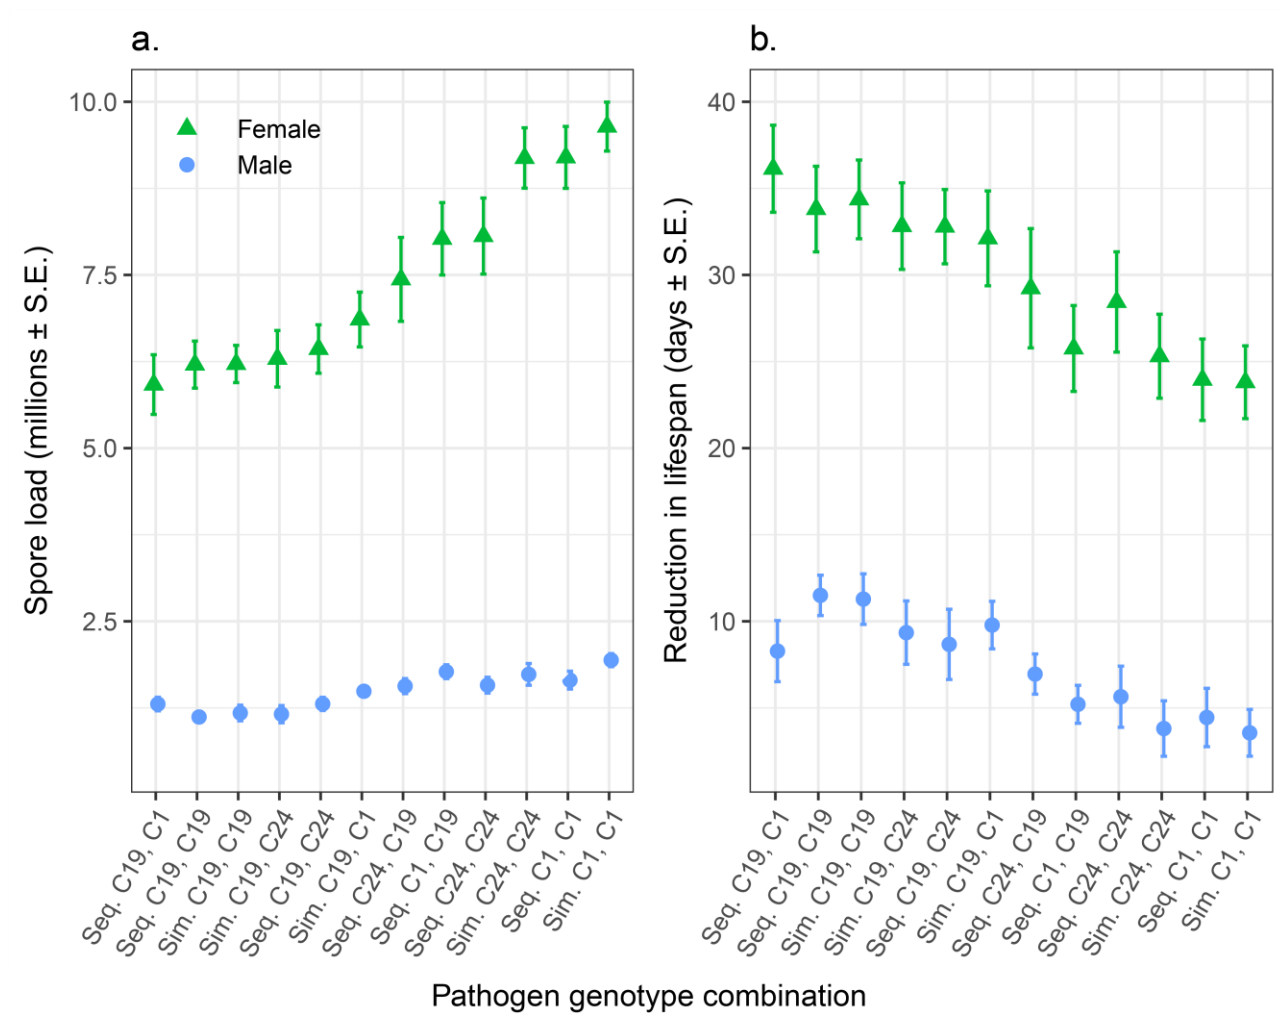 a.
10.0
7.5
5.0
2.5
Spore load (millions ± S.E.)
Female
Male
Seq. C19, C1
Seq. C19, C19
Sim. C19, C19
Sim. C19, C24
Seq. C19, C24
Sim. C19, C1
Seq. C24, C19
Seq. C1, C19
Seq. C24, C24
Sim. C24, C24
Seq. C1, C1
Sim. C1, C1
b.
40
30
20
10
Reduction in lifespan (days ± S.E.)
Seq. C19, C1
Seq. C19, C19
Sim. C19, C19
Sim. C19, C24
Seq. C19, C24
Sim. C19, C1
Seq. C24, C19
Seq. C1, C19
Seq. C24, C24
Sim. C24, C24
Seq. C1, C1
Sim. C1, C1
Pathogen genotype combination